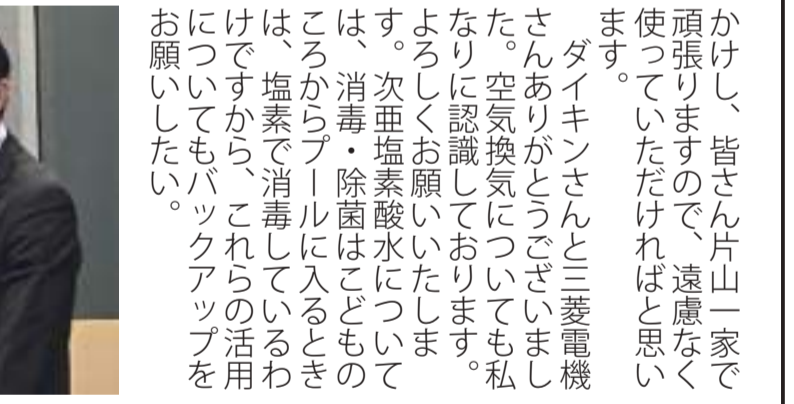 かけし、皆さん片山一家で
頑張りますので、遠慮なく
使っていただければと思い
ます。
　ダイキンさんと三菱電機
さんありがとうございまし
た。空気換気についても私
なりに認識しております。
よろしくお願いいたしま
す。次亜塩素酸水について
は、消毒・除菌はこどもの
ころからプールに入るとき
は、塩素で消毒しているわ
けですから、これらの活用
についてもバックアップを
お願いしたい。